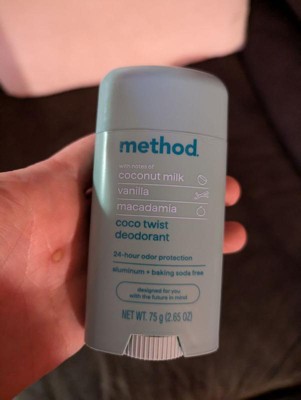 method.
with notes of
coconut milk
vanilla
macadamia
coco twist
deodorant
24-hour odor protection
aluminum + baking soda free
designed for you
with the future in mind
NET WT. 75 g (2.65 OZ)